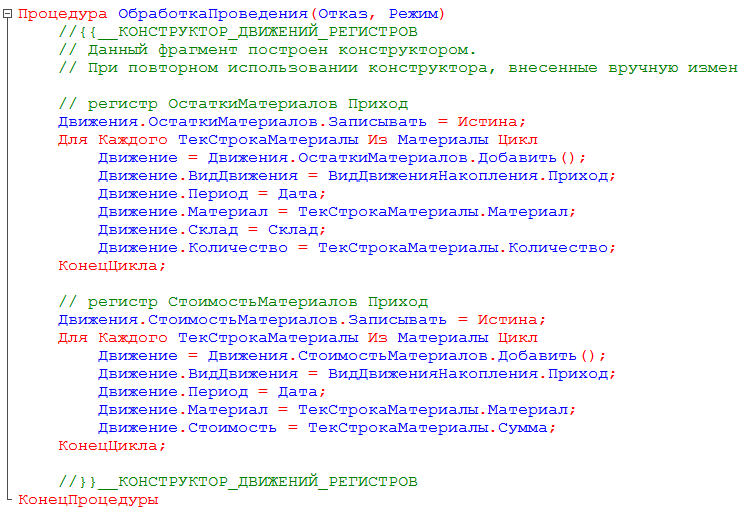 Процедура ОбработкаПроведения(Отказ, Режим)
//{{__КОНСТРУКТОР_ДВИЖЕНИЙ_РЕГИСТРОВ
// Данный фрагмент построен конструктором.
// При повторном использовании конструктора, внесенные вручную измен
// регистр ОстаткиМатериалов Приход
Движения.ОстаткиМатериалов.Записывать = Истина;
Для Каждого ТекСтрокаМатериалы Из Материалы Цикл
Движение = Движения.ОстаткиМатериалов.Добавить();
Движение.ВидДвижения = ВидДвиженияНакопления.Приход;
Движение.Период = Дата;
Движение.Материал = ТекСтрокаМатериалы.Материал;
Движение.Склад = Склад;
Движение.Количество = ТекСтрокаМатериалы.Количество;
КонецЦикла;
// регистр СтоимостьМатериалов Приход
Движения.СтоимостьМатериалов.Записывать = Истина;
Для Каждого ТекСтрокаМатериалы Из Материалы Цикл
Движение = Движения.СтоимостьМатериалов.Добавить();
Движение.ВидДвижения = ВидДвиженияНакопления.Приход;
Движение.Период = Дата;
Движение.Материал = ТекСтрокаМатериалы.Материал;
Движение.Стоимость = ТекСтрокаМатериалы.Сумма;
КонецЦикла;
//}}__КОНСТРУКТОР_ДВИЖЕНИЙ_РЕГИСТРОВ
КонецПроцедуры